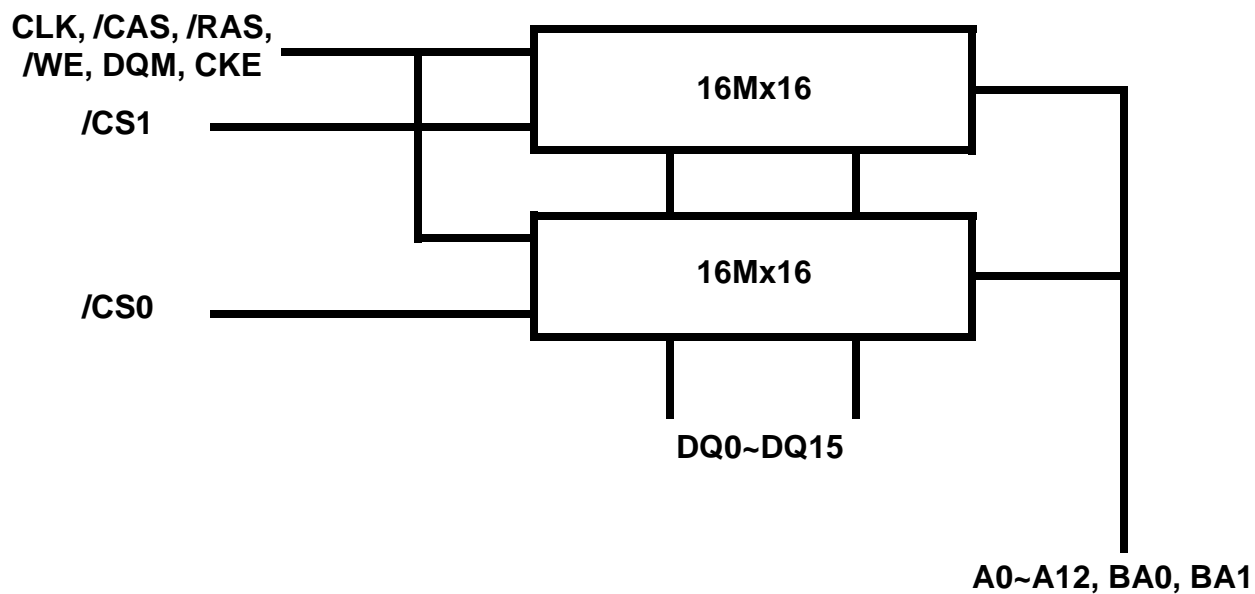 CLK, /CAS, /RAS,
/WE, DQM, CKE
16Mx16
/CS1
16Mx16
/CS0
DQ0~DQ15
A0~A12, BA0, BA1